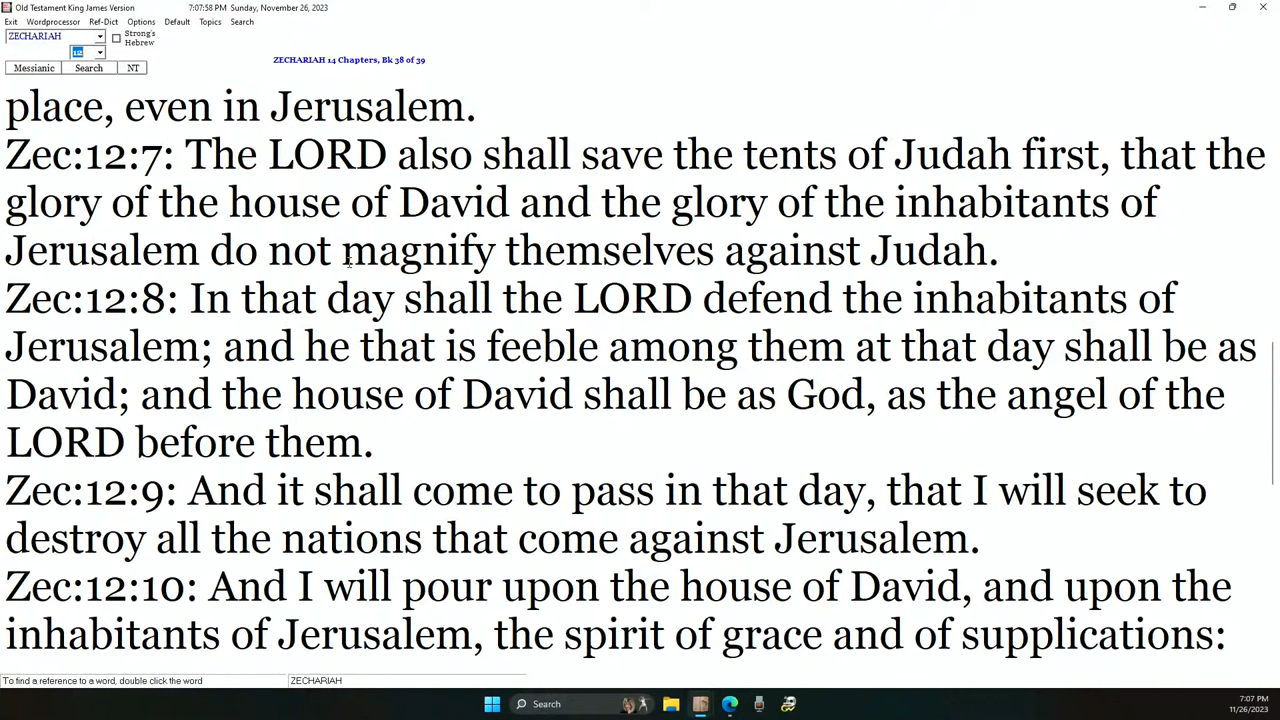 Old Testament King James Version 7:07:58 PM Sunday, November 26, 2023
Exit Wordprocessor Ref-Dict Options Default Topics Search
ZECHARIAH
Strong's
Hebrew
12
Messianic Search NT
ZECHARIAH 14 Chapters, Bk 38 of 39
place, even in Jerusalem.
Zec:12:7: The LORD also shall save the tents of Judah first, that the
glory of the house of David and the glory of the inhabitants of
Jerusalem do not magnify themselves against Judah.
Zec:12:8: In that day shall the LORD defend the inhabitants of
Jerusalem; and he that is feeble among them at that day shall be as
David; and the house of David shall be as God, as the angel of the
LORD before them.
Zec:12:9: And it shall come to pass in that day, that I will seek to
destroy all the nations that come against Jerusalem.
Zec:12:10: And I will pour upon the house of David, and upon the
inhabitants of Jerusalem, the spirit of grace and of supplications:
To find a reference to a word, double click the word ZECHARIAH
Search
7:07 PM
11/26/2023